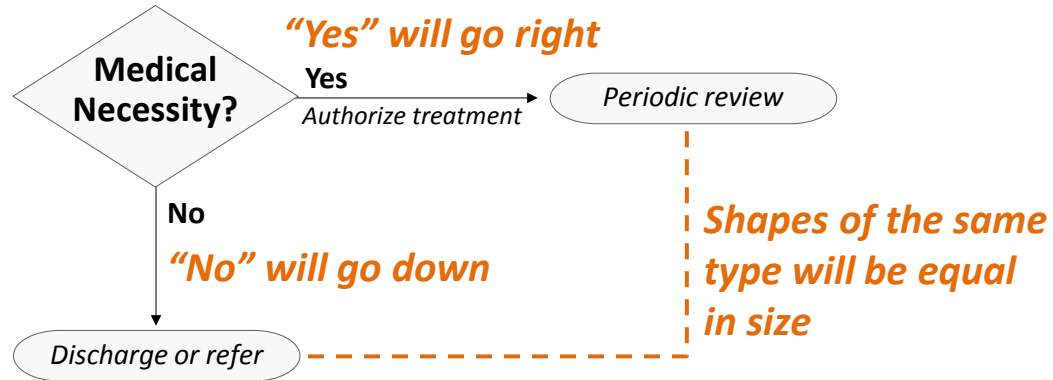 “Yes” will go right
Medical
Necessity?
Yes
Authorize treatment
Periodic review
No
“No” will go down
Shapes of the same
type will be equal
in size
Discharge or refer